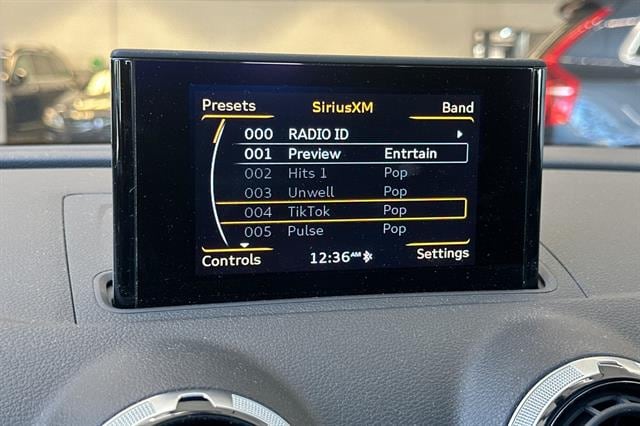 Presets SiriusXM Band
000 RADIO ID
001 Preview Entrtain
002 Hits 1 Pop
003 Unwell Pop
004 TikTok Pop
005 Pulse Pop
Controls 12:36AM Settings